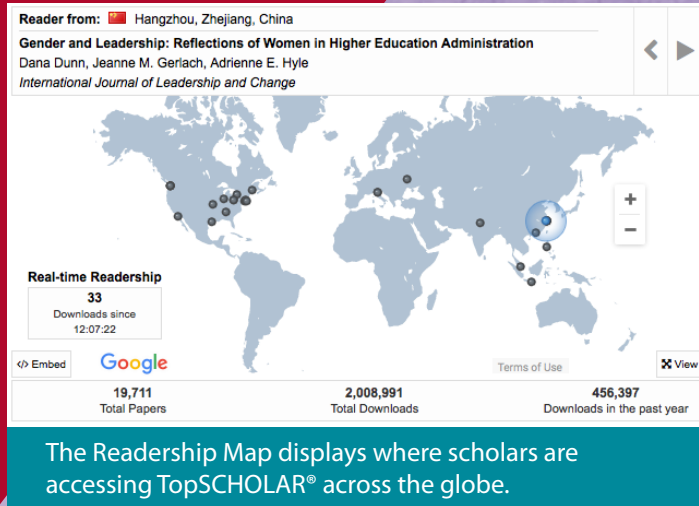 Reader from: Hangzhou, Zhejiang, China
Gender and Leadership: Reflections of Women in Higher Education Administration
Dana Dunn, Jeanne M. Gerlach, Adrienne E. Hyle
International Journal of Leadership and Change
+
−
Real-time Readership
33
Downloads since
12:07:22
</> Embed
Google
Terms of Use
View
19,711
Total Papers
2,008,991
Total Downloads
456,397
Downloads in the past year
The Readership Map displays where scholars are
accessing TopSCHOLAR® across the globe.